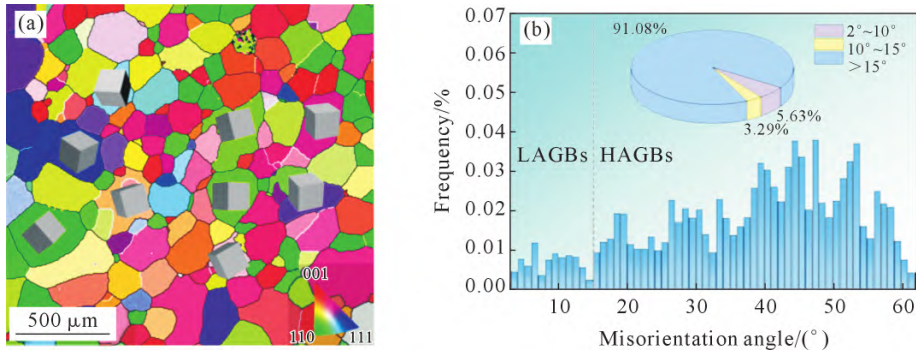 (a)
001
110
111
500 μm
(b)
91.08%
2°~10°
10°~15°
>15°
5.63%
3.29%
LAGBs
HAGBs
Frequency/%
0.07
0.06
0.05
0.04
0.03
0.02
0.01
0.00
10 20 30 40 50 60
Misorientation angle/(°)